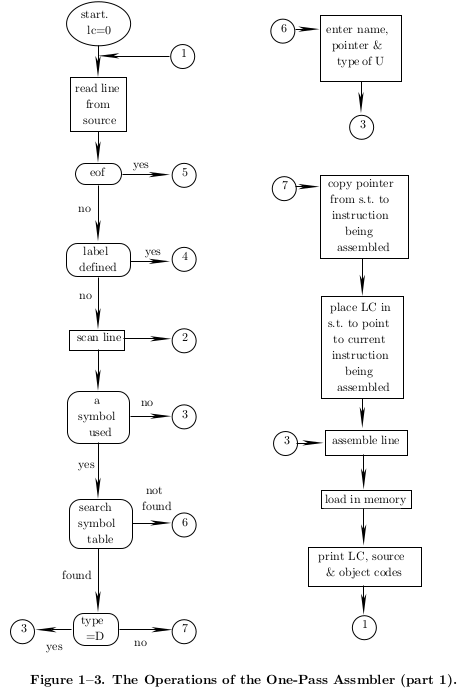 start.
lc=0
1
read line
from
source
eof
yes
5
no
label
defined
yes
4
no
scan line
2
a
symbol
used
no
3
yes
search
symbol
table
not
found
6
found
type
=D
3
yes
no
7
6
enter name,
pointer &
type of U
3
7
copy pointer
from s.t. to
instruction
being
assembled
place LC in
s.t. to point
to current
instruction
being
assembled
3
assemble line
load in memory
print LC, source
& object codes
1
Figure 1–3. The Operations of the One-Pass Assmbler (part 1).